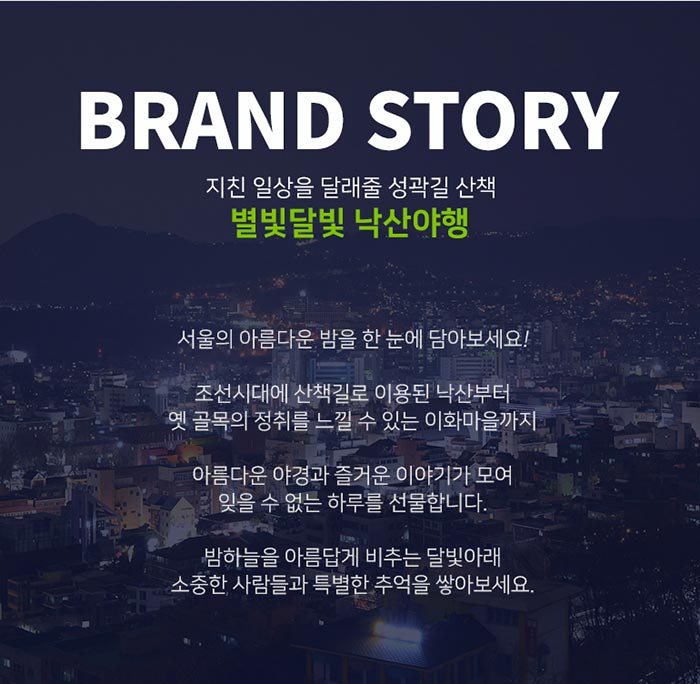 BRAND STORY
지친 일상을 달래줄 성곽길 산책
별빛달빛 낙산야행
서울의 아름다운 밤을 한 눈에 담아보세요!
조선시대에 산책길로 이용된 낙산부터
옛 골목의 정취를 느낄 수 있는 이화마을까지
아름다운 야경과 즐거운 이야기가 모여
잊을 수 없는 하루를 선물합니다.
밤하늘을 아름답게 비추는 달빛아래
소중한 사람들과 특별한 추억을 쌓아보세요.